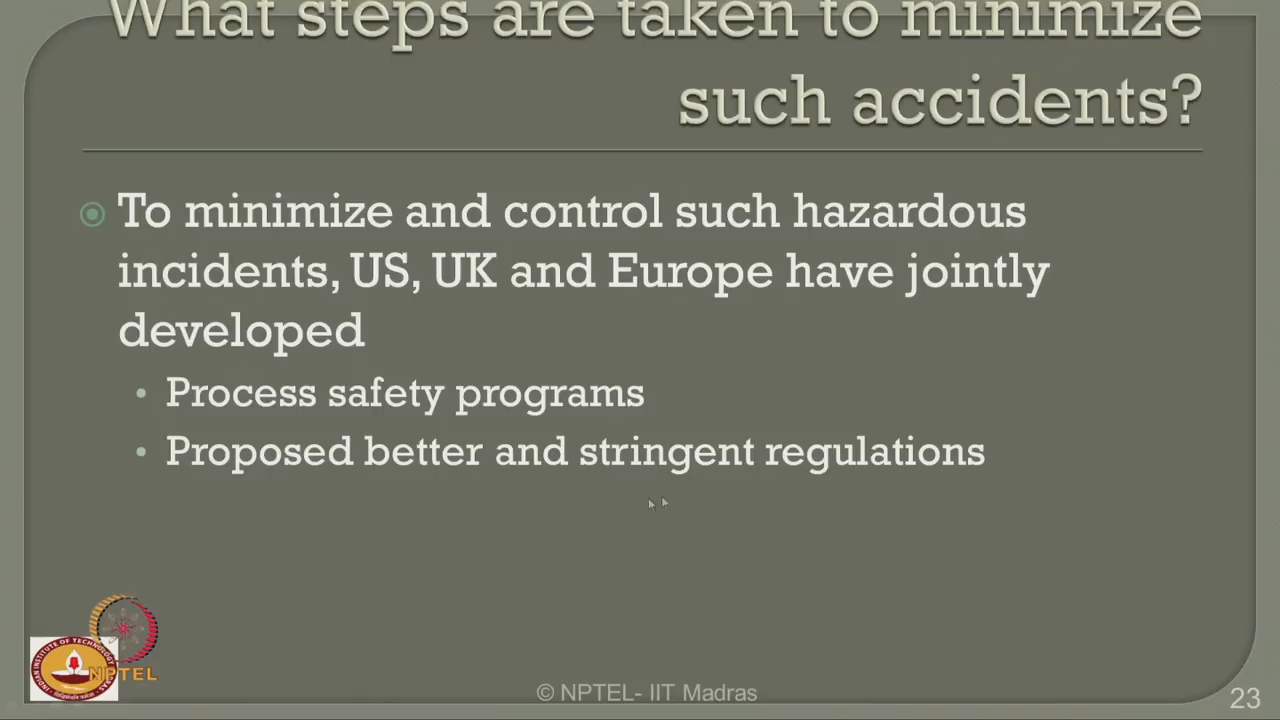 What steps are taken to minimize
such accidents?
To minimize and control such hazardous
incidents, US, UK and Europe have jointly
developed
• Process safety programs
• Proposed better and stringent regulations
NPTEL
© NPTEL- IIT Madras
23